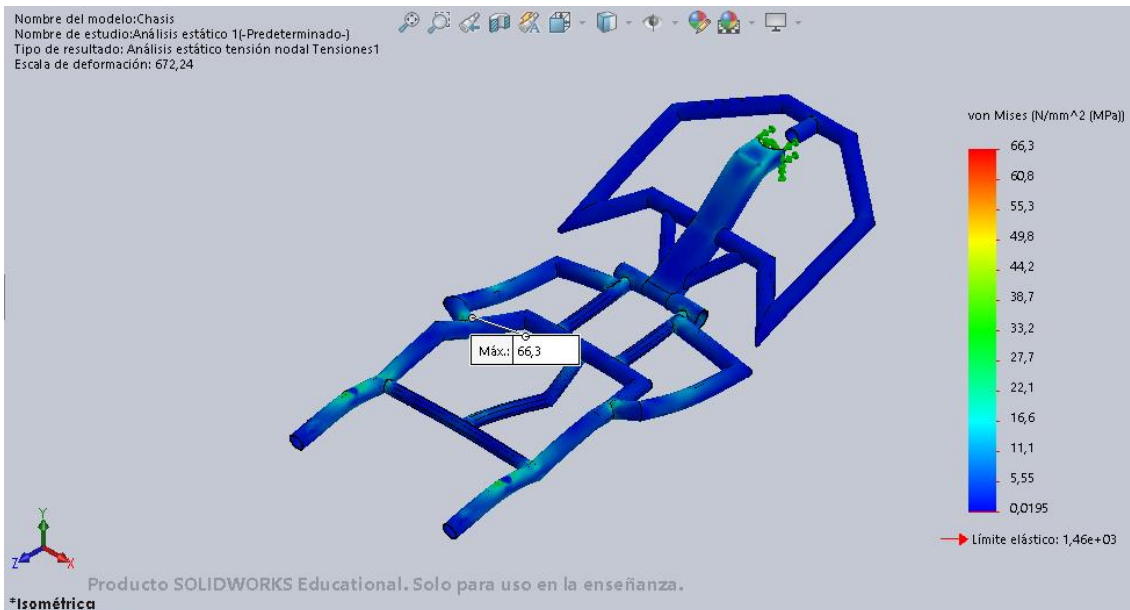 Nombre del modelo:Chasis
Nombre de estudio:Análisis estático 1(-Predeterminado-)
Tipo de resultado: Análisis estático tensión nodal Tensiones1
Escala de deformación: 672,24
von Mises (N/mm^2 (MPa))
66,3
60,8
55,3
49,8
44,2
38,7
33,2
27,7
22,1
16,6
11,1
5,55
0,0195
Límite elástico: 1,46e+03
Máx.: 66,3
Y
Z
X
Producto SOLIDWORKS Educational. Solo para uso en la enseñanza.
*Isométrica